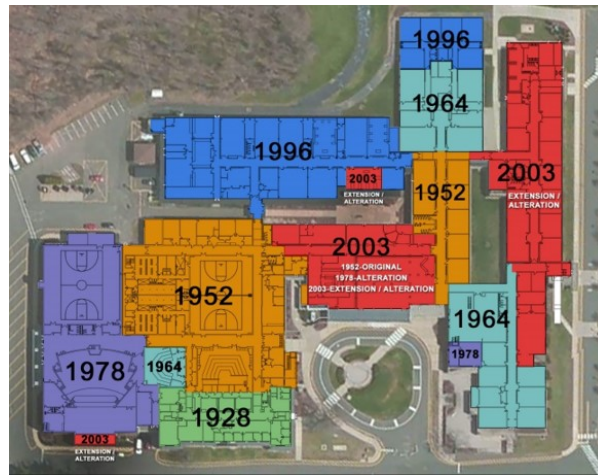 1996
1964
1996
2003
EXTENSION /
ALTERATION
2003
EXTENSION /
ALTERATION
1952
2003
1952-ORIGINAL
1978-ALTERATION
2003-EXTENSION / ALTERATION
1952
1964
1978
1978
1964
1928
2003
EXTENSION /
ALTERATION